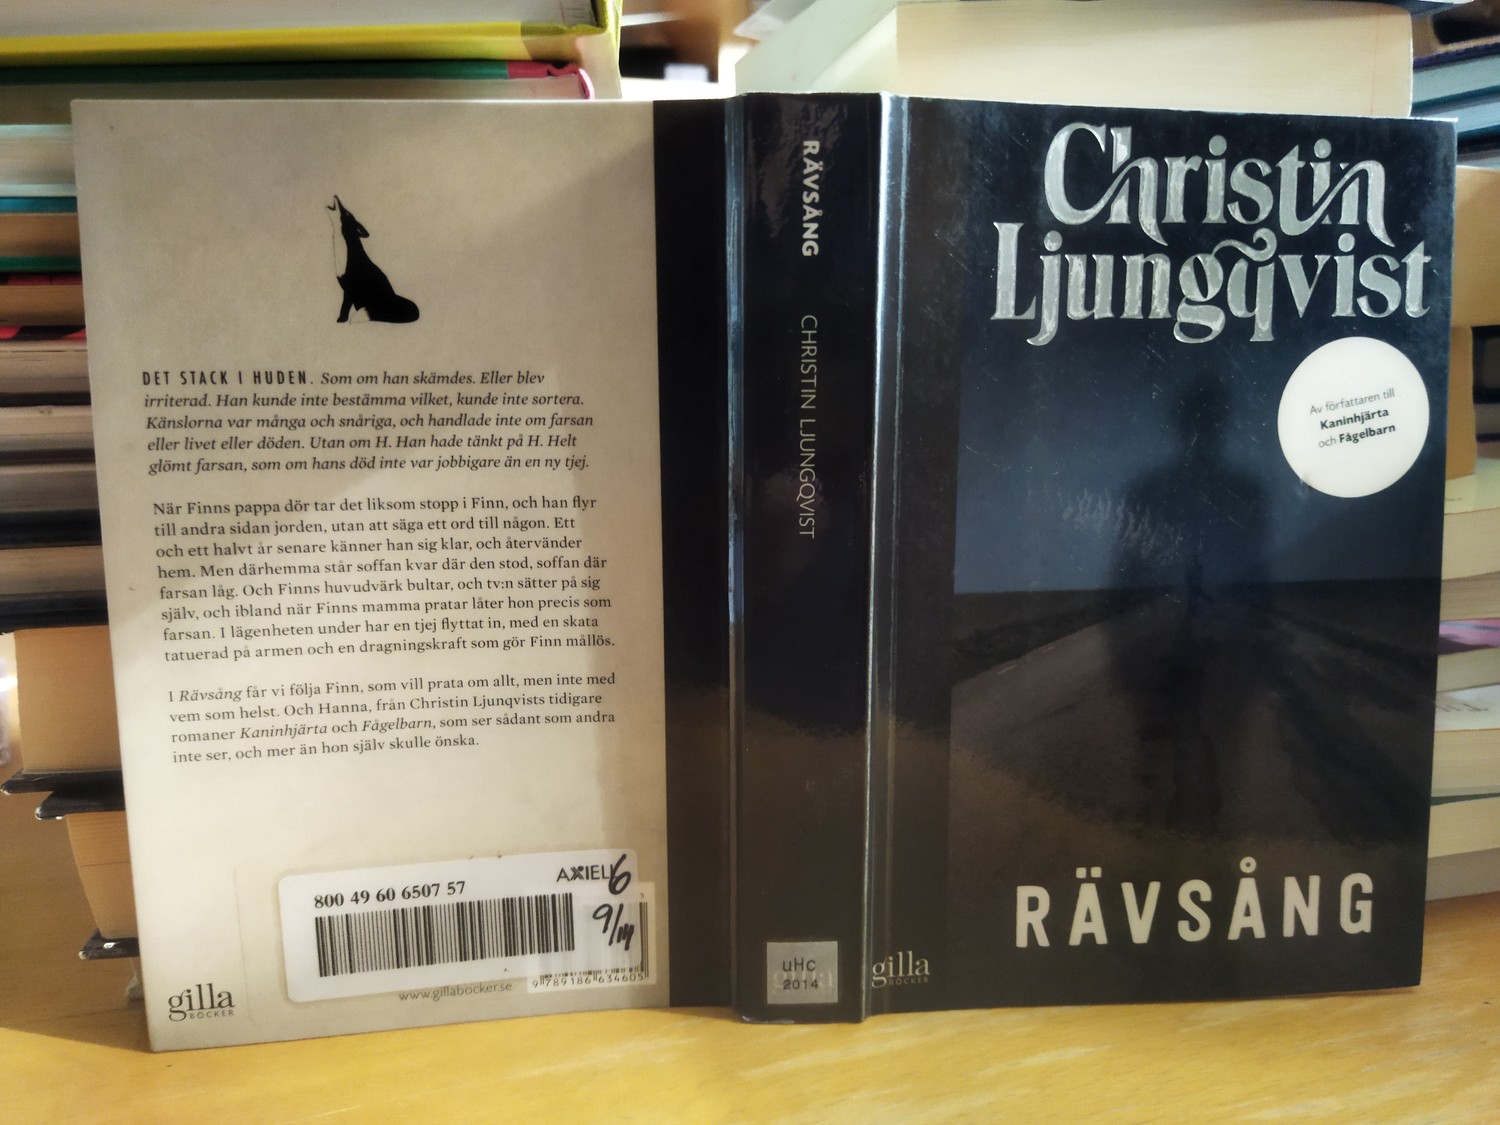 DET STACK I HUDEN. Som om han skämdes. Eller blev
irriterad. Han kunde inte bestämma vilket, kunde inte sortera.
Känslorna var många och snåriga, och handlade inte om farsan
eller livet eller döden. Utan om H. Han hade tänkt på H. Helt
glömt farsan, som om hans död inte var jobbigare än en ny tjej.
När Finns pappa dör tar det liksom stopp i Finn, och han flyr
till andra sidan jorden, utan att säga ett ord till någon. Ett
och ett halvt år senare känner han sig klar, och återvänder
hem. Men därhemma står soffan kvar där den stod, soffan där
farsan låg. Och Finns huvudvärk bultar, och tv:n sätter på sig
själv, och ibland när Finns mamma pratar låter hon precis som
farsan. I lägenheten under har en tjej flyttat in, med en skata
tatuerad på armen och en dragningskraft som gör Finn mållös.
I Rävsång får vi följa Finn, som vill prata om allt, men inte med
vem som helst. Och Hanna, från Christin Ljunqvists tidigare
romaner Kaninhjärta och Fågelbarn, som ser sådant som andra
inte ser, och mer än hon själv skulle önska.
800 49 60 6507 57
AXIELL
6
9/14
9 789186 634605
www.gillabocker.se
gilla
BÖCKER
RÄVSÅNG
CHRISTIN LJUNGQVIST
uHc
2014
Christin
Ljungqvist
Av författaren till
Kaninhjärta
och Fågelbarn
RÄVSÅNG
gilla
BÖCKER